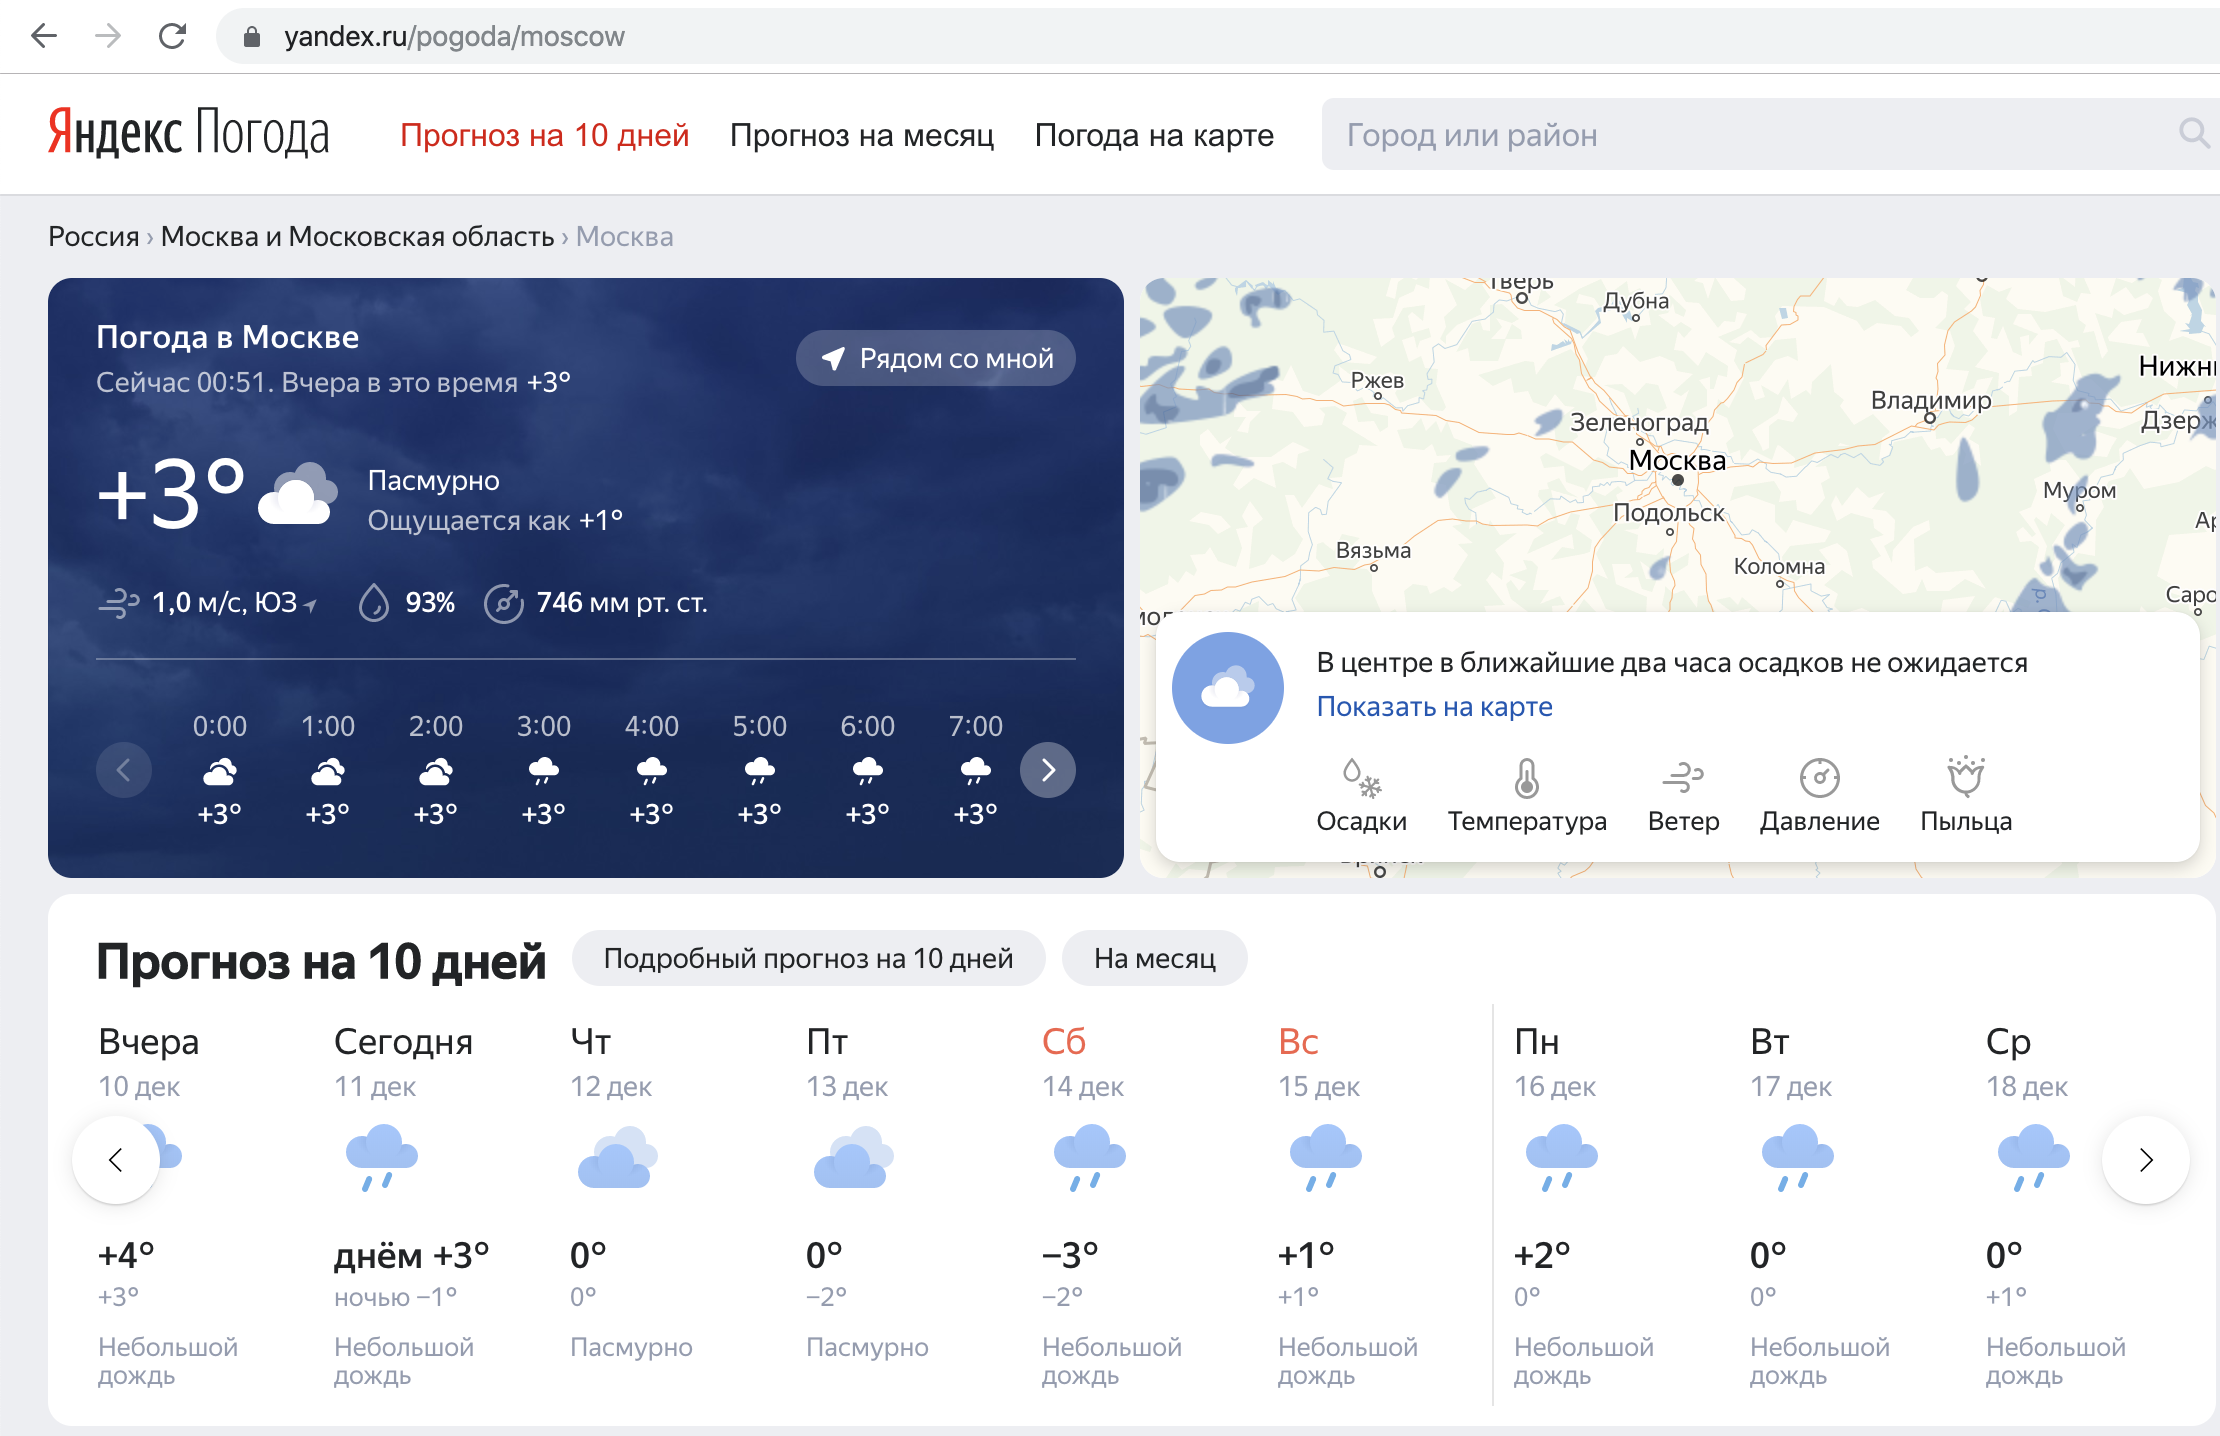 yandex.ru/pogoda/moscow
Яндекс Погода
Прогноз на 10 дней
Прогноз на месяц
Погода на карте
Город или район
Россия › Москва и Московская область › Москва
Погода в Москве
Сейчас 00:51. Вчера в это время +3°
Рядом со мной
+3°
Пасмурно
Ощущается как +1°
1,0 м/с, ЮЗ
93%
746 мм рт. ст.
0:00 1:00 2:00 3:00 4:00 5:00 6:00 7:00
+3° +3° +3° +3° +3° +3° +3° +3°
Тверь
Дубна
Ржев
Нижн
Владимир
Дзерж
Зеленоград
Москва
Муром
Подольск
Вязьма
Коломна
Саро
В центре в ближайшие два часа осадков не ожидается
Показать на карте
Осадки Температура Ветер Давление Пыльца
Прогноз на 10 дней
Подробный прогноз на 10 дней
На месяц
Вчера Сегодня Чт Пт Сб Вс Пн Вт Ср
10 дек 11 дек 12 дек 13 дек 14 дек 15 дек 16 дек 17 дек 18 дек
+4° днём +3° 0° 0° −3° +1° +2° 0° 0°
+3° ночью −1° 0° −2° −2° +1° 0° 0° +1°
Небольшой Небольшой Пасмурно Пасмурно Небольшой Небольшой Небольшой Небольшой Небольшой
дождь дождь дождь дождь дождь дождь дождь